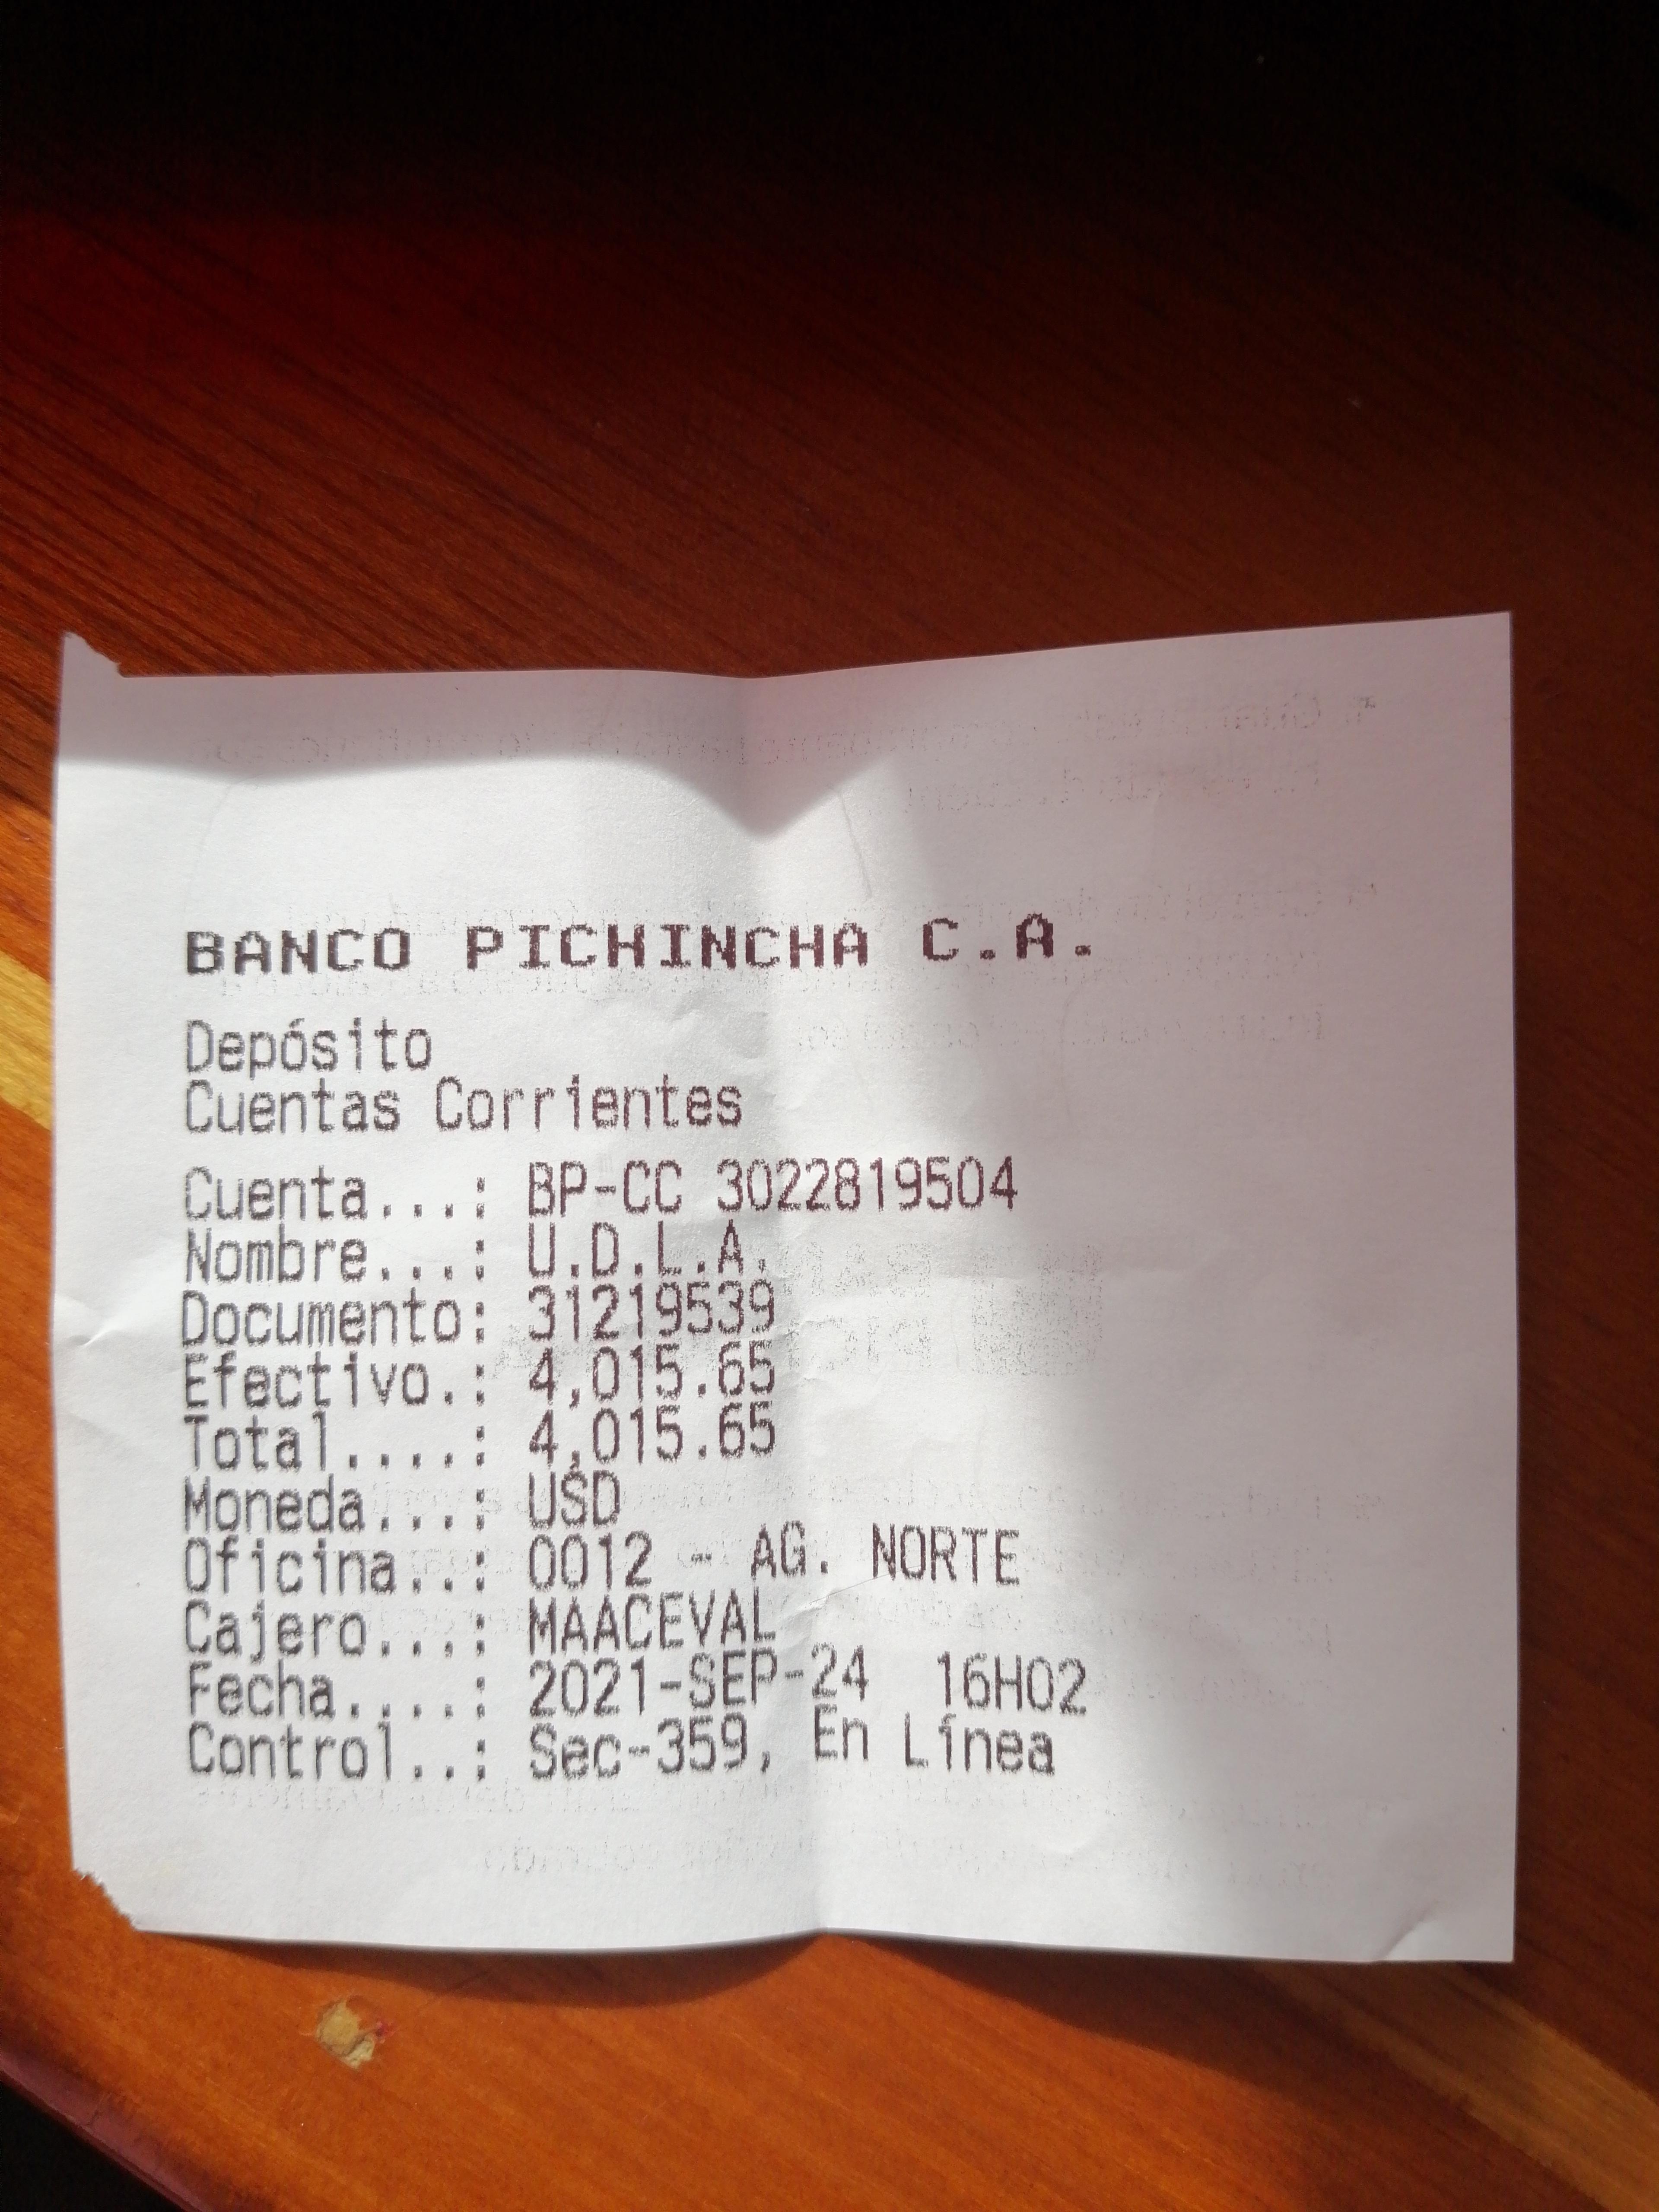 BANCO PICHINCHA C.A.
Depósito
Cuentas Corrientes
Cuenta...: BP-CC 3022819504
Nombre...: U.D.L.A.
Documento: 31219539
Efectivo.: 4,015.65
Total....: 4,015.65
Moneda...: USD
Oficina..: 0012 - AG. NORTE
Cajero...: MAACEVAL
Fecha....: 2021-SEP-24 16H02
Control..: Sec-359, En Línea